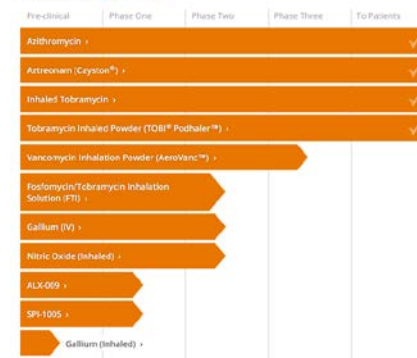 Pre-clinical Phase One Phase Two Phase Three To Patients
Azithromycin ›
Aztreonam (Cayston®) ›
Inhaled Tobramycin ›
Tobramycin Inhaled Powder (TOBI® Podhaler™) ›
Vancomycin Inhalation Powder (AeroVanc™) ›
Fosfomycin/Tobramycin Inhalation
Solution (FTI) ›
Gallium (IV) ›
Nitric Oxide (Inhaled) ›
ALX-009 ›
SPI-1005 ›
Gallium (Inhaled) ›